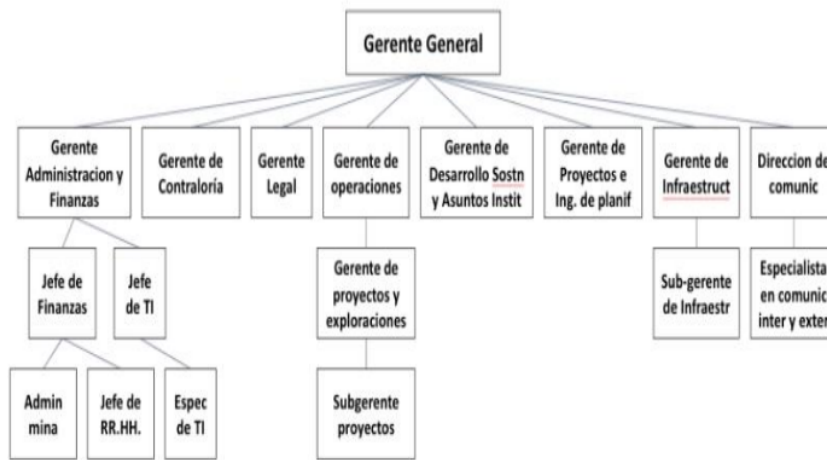 Gerente General
Gerente
Administracion y
Finanzas
Gerente de
Contraloría
Gerente
Legal
Gerente de
operaciones
Gerente de
Desarrollo Sostn
y Asuntos Instit
Gerente de
Proyectos e
Ing. de planif
Gerente de
Infraestruct
Direccion de
comunic
Jefe de
Finanzas
Jefe
de TI
Gerente de
proyectos y
exploraciones
Sub-gerente
de Infraestr
Especialista
en comunic
inter y exter
Admin
mina
Jefe de
RR.HH.
Espec
de TI
Subgerente
proyectos